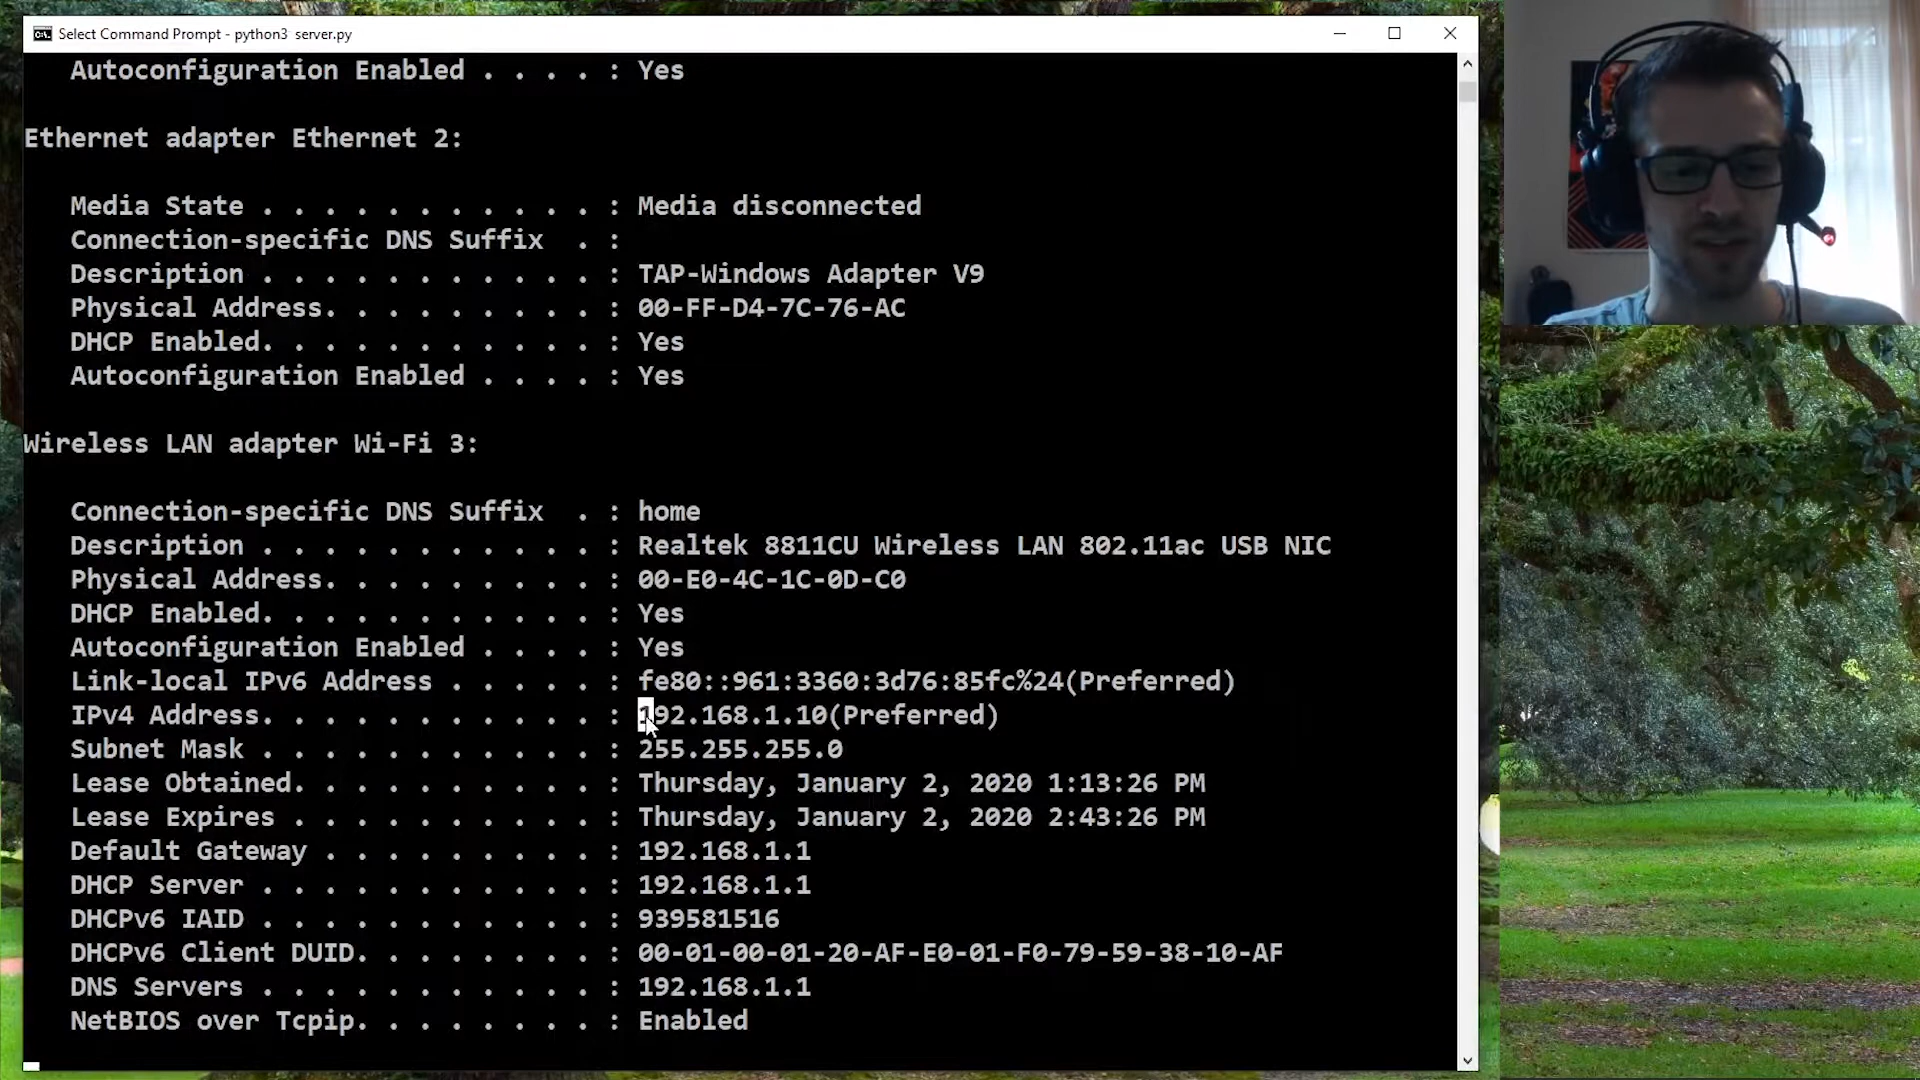 Select Command Prompt - python3 server.py
Autoconfiguration Enabled . . . . : Yes
Ethernet adapter Ethernet 2:
Media State . . . . . . . . . . . : Media disconnected
Connection-specific DNS Suffix  . :
Description . . . . . . . . . . . : TAP-Windows Adapter V9
Physical Address. . . . . . . . . : 00-FF-D4-7C-76-AC
DHCP Enabled. . . . . . . . . . . : Yes
Autoconfiguration Enabled . . . . : Yes
Wireless LAN adapter Wi-Fi 3:
Connection-specific DNS Suffix  . : home
Description . . . . . . . . . . . : Realtek 8811CU Wireless LAN 802.11ac USB NIC
Physical Address. . . . . . . . . : 00-E0-4C-1C-0D-C0
DHCP Enabled. . . . . . . . . . . : Yes
Autoconfiguration Enabled . . . . : Yes
Link-local IPv6 Address . . . . . : fe80::961:3360:3d76:85fc%24(Preferred)
IPv4 Address. . . . . . . . . . . : 192.168.1.10(Preferred)
Subnet Mask . . . . . . . . . . . : 255.255.255.0
Lease Obtained. . . . . . . . . . : Thursday, January 2, 2020 1:13:26 PM
Lease Expires . . . . . . . . . . : Thursday, January 2, 2020 2:43:26 PM
Default Gateway . . . . . . . . . : 192.168.1.1
DHCP Server . . . . . . . . . . . : 192.168.1.1
DHCPv6 IAID . . . . . . . . . . . : 939581516
DHCPv6 Client DUID. . . . . . . . : 00-01-00-01-20-AF-E0-01-F0-79-59-38-10-AF
DNS Servers . . . . . . . . . . . : 192.168.1.1
NetBIOS over Tcpip. . . . . . . . : Enabled